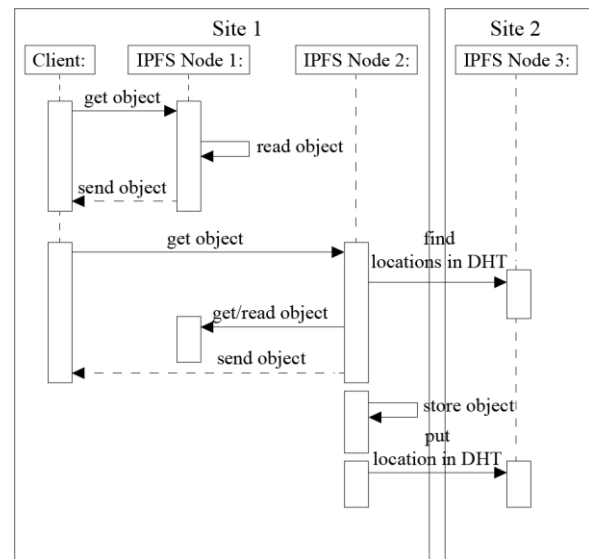 Site 1
Site 2
Client:
IPFS Node 1:
IPFS Node 2:
IPFS Node 3:
get object
read object
send object
get object
find
locations in DHT
get/read object
send object
store object
put
location in DHT